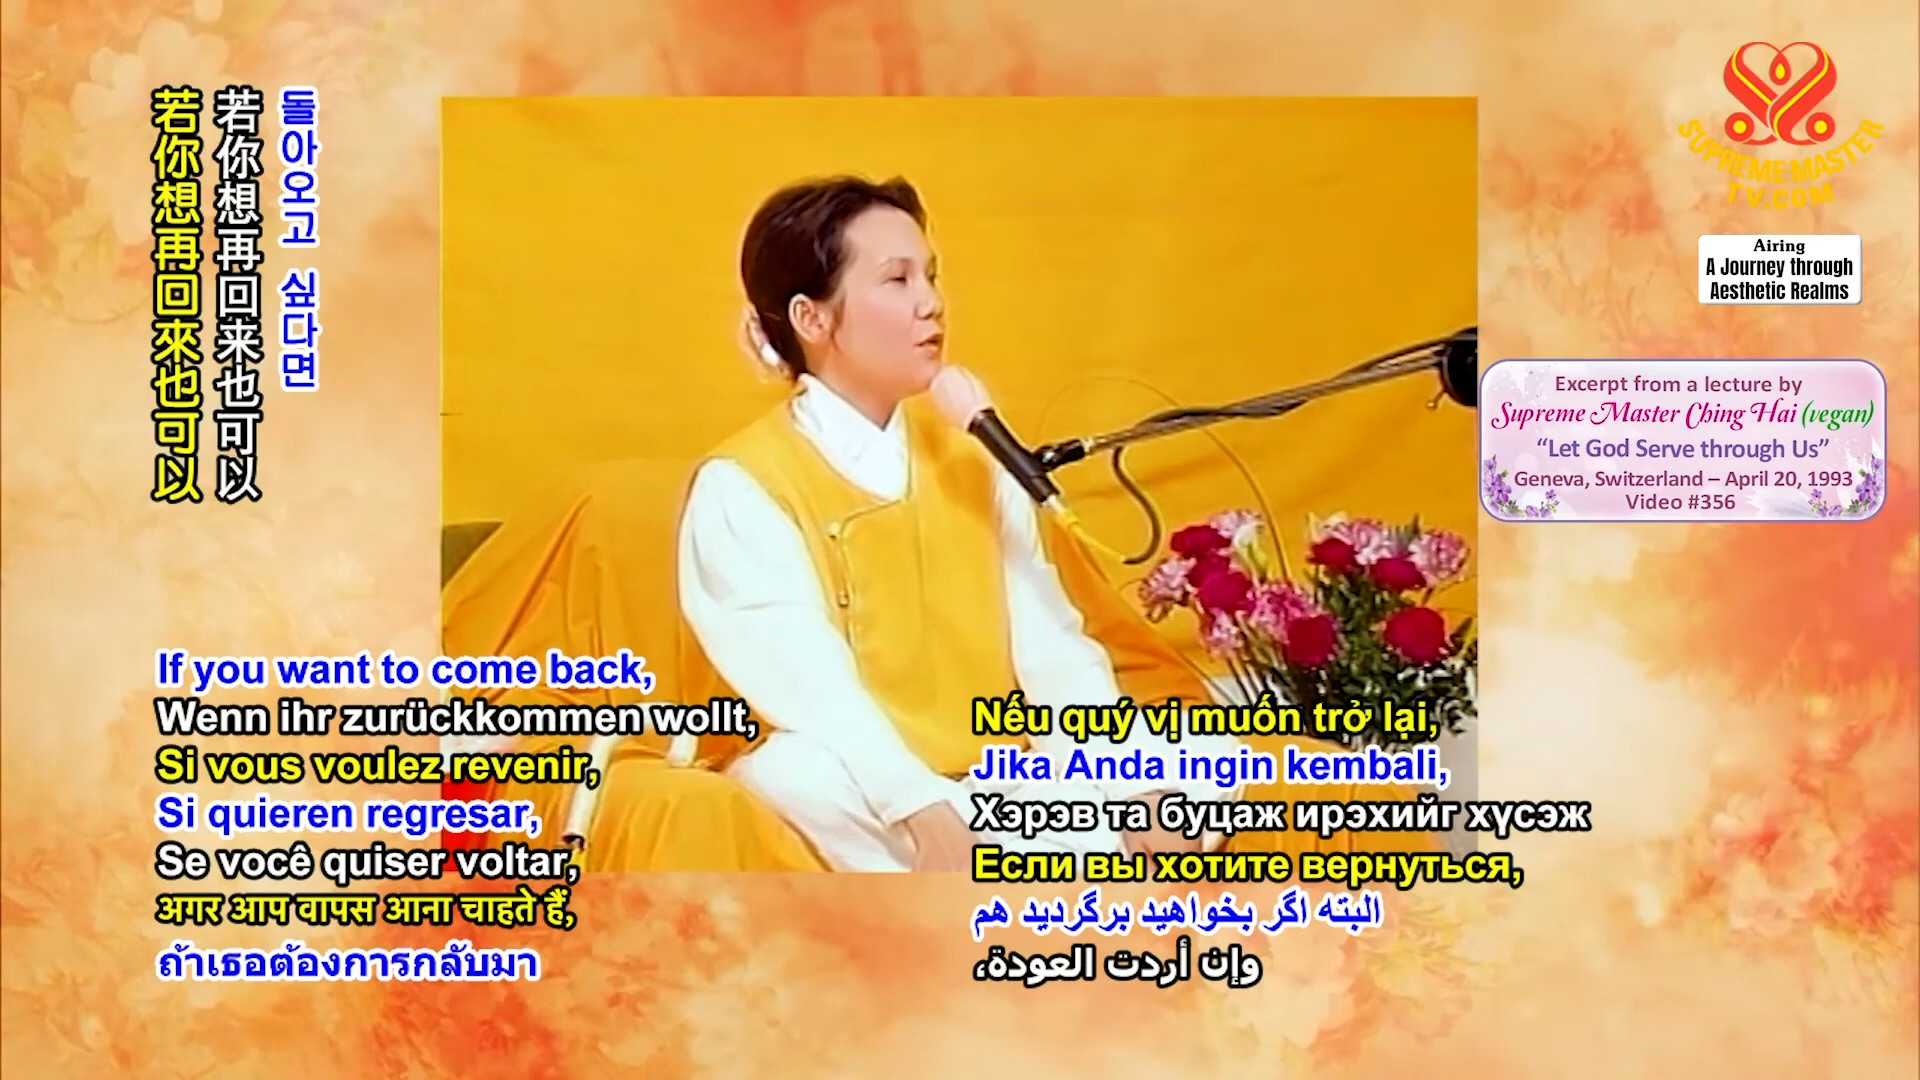 돌아오고 싶다면
若你想再回来也可以
若你想再回來也可以
SUPREME MASTER
TV.COM
Airing
A Journey through
Aesthetic Realms
Excerpt from a lecture by
Supreme Master Ching Hai (vegan)
“Let God Serve through Us”
Geneva, Switzerland – April 20, 1993
Video #356
If you want to come back,
Wenn ihr zurückkommen wollt,
Si vous voulez revenir,
Si quieren regresar,
Se você quiser voltar,
अगर आप वापस आना चाहते हैं,
ถ้าเธอต้องการกลับมา
Nếu quý vị muốn trở lại,
Jika Anda ingin kembali,
Хэрэв та буцаж ирэхийг хүсэж
Если вы хотите вернуться,
البته اگر بخواهید برگردید هم
وإن أردت العودة،